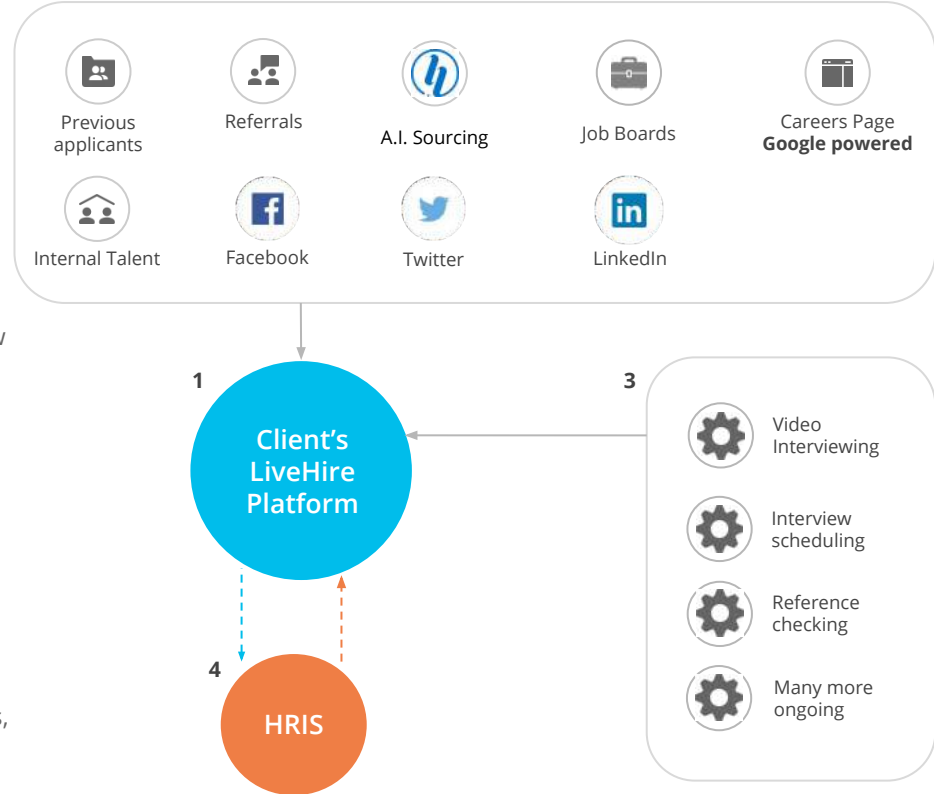 Previous
applicants
Referrals
A.I. Sourcing
Job Boards
Careers Page
Google powered
Internal Talent
Facebook
Twitter
LinkedIn
1
Client's
LiveHire
Platform
3
Video
Interviewing
Interview
scheduling
Reference
checking
Many more
ongoing
4
HRIS